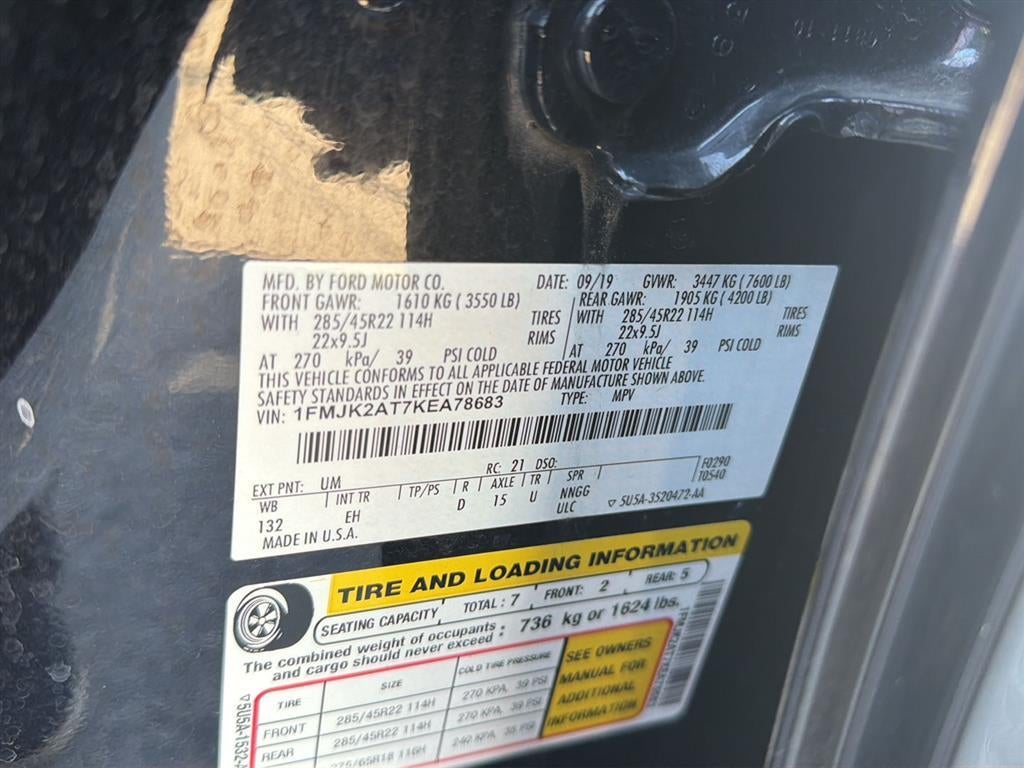 MFD. BY FORD MOTOR CO. DATE: 09/19 GVWR: 3447 KG ( 7600 LB)
FRONT GAWR: 1610 KG ( 3550 LB) REAR GAWR: 1905 KG ( 4200 LB)
WITH 285/45R22 114H TIRES WITH 285/45R22 114H TIRES
22x9.5J RIMS 22x9.5J RIMS
AT 270 kPa/ 39 PSI COLD AT 270 kPa/ 39 PSI COLD
THIS VEHICLE CONFORMS TO ALL APPLICABLE FEDERAL MOTOR VEHICLE
SAFETY STANDARDS IN EFFECT ON THE DATE OF MANUFACTURE SHOWN ABOVE.
VIN: 1FMJK2AT7KEA78683 TYPE: MPV
EXT PNT: UM RC: 21 DSO: F0290
WB INT TR TP/PS R AXLE TR SPR T0540
132 EH D 15 U NNGG
ULC 5U5A-3520472-AA
MADE IN U.S.A.
TIRE AND LOADING INFORMATION
SEATING CAPACITY TOTAL : 7 FRONT: 2 REAR: 5
The combined weight of occupants and cargo should never exceed : 736 kg or 1624 lbs.
TIRE SIZE COLD TIRE PRESSURE
FRONT 285/45R22 114H 270 KPA, 39 PSI
REAR 285/45R22 114H 270 KPA, 39 PSI
275/65R18 116H 240 KPA, 35 PSI
SEE OWNERS
MANUAL FOR
ADDITIONAL
INFORMATION
5U5A-1532